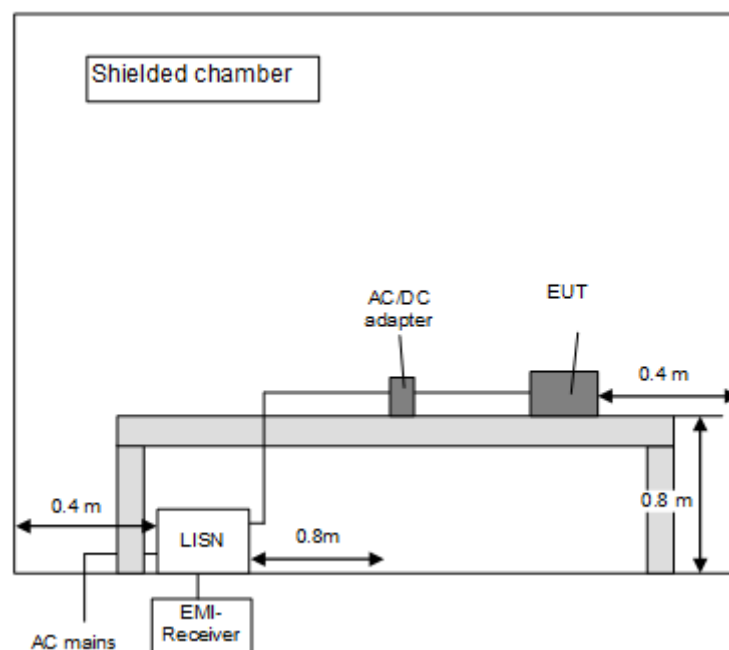 Shielded chamber
AC/DC
adapter
EUT
0.4 m
0.4 m
0.8 m
LISN
0.8m
EMI-
Receiver
AC mains